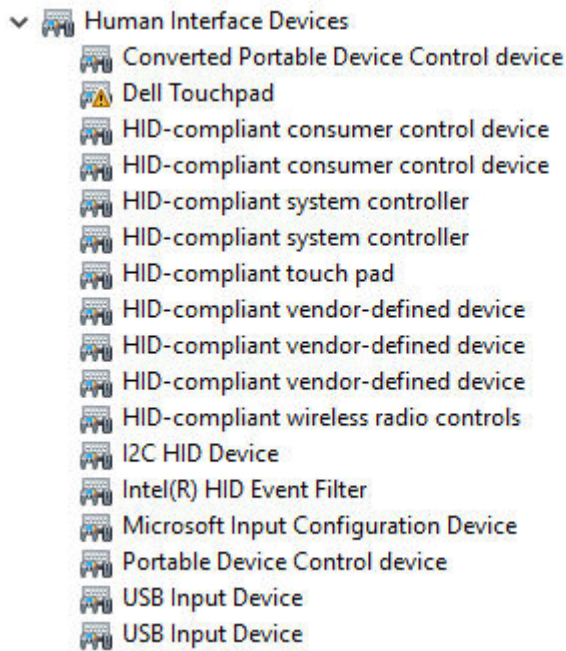 Human Interface Devices
Converted Portable Device Control device
Dell Touchpad
HID-compliant consumer control device
HID-compliant consumer control device
HID-compliant system controller
HID-compliant system controller
HID-compliant touch pad
HID-compliant vendor-defined device
HID-compliant vendor-defined device
HID-compliant vendor-defined device
HID-compliant wireless radio controls
I2C HID Device
Intel(R) HID Event Filter
Microsoft Input Configuration Device
Portable Device Control device
USB Input Device
USB Input Device